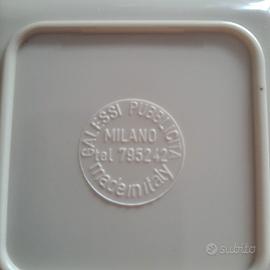 GALESSI PUBBLICITÀ
MILANO
tel 795242
made in italy
subito